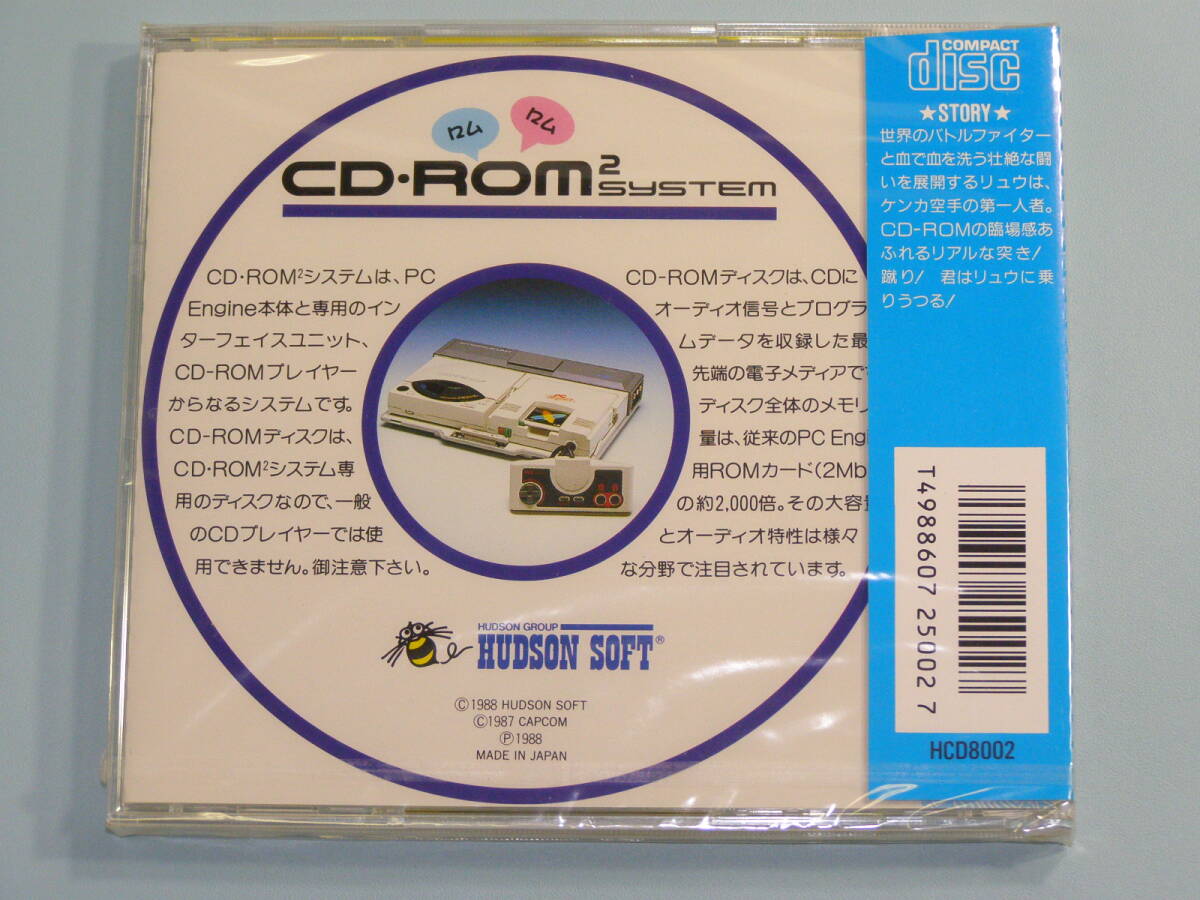 ロム
ロム
CD・ROM2
SYSTEM
CD・ROM2システムは、PC
Engine本体と専用のイン
ターフェイスユニット、
CD-ROMプレイヤー
からなるシステムです。
CD-ROMディスクは、
CD・ROM2システム専
用のディスクなので、一般
のCDプレイヤーでは使
用できません。御注意下さい。
CD-ROMディスクは、CDに
オーディオ信号とプログラ
ムデータを収録した最
先端の電子メディアです
ディスク全体のメモリ
量は、従来のPC Engi
用ROMカード(2Mb
の約2,000倍。その大容量
とオーディオ特性は様々
な分野で注目されています。
HUDSON GROUP
HUDSON SOFT®
Ⓒ1988 HUDSON SOFT
Ⓒ1987 CAPCOM
Ⓟ1988
MADE IN JAPAN
COMPACT
disc
★STORY★
世界のバトルファイター
と血で血を洗う壮絶な闘
いを展開するリュウは、
ケンカ空手の第一人者。
CD-ROMの臨場感あ
ふれるリアルな突き!
蹴り! 君はリュウに乗
りうつる!
T4988607 25002 7
HCD8002